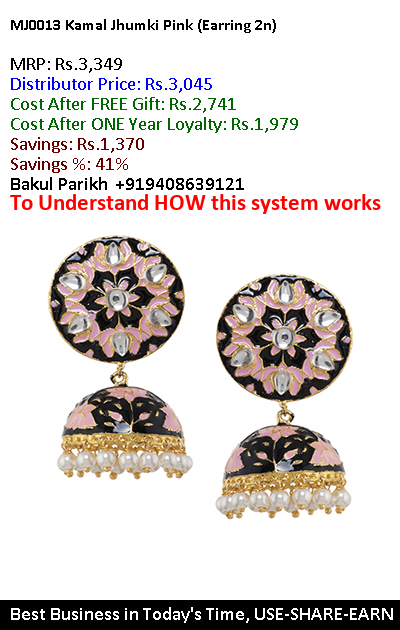 MJ0013 Kamal Jhumki Pink (Earring 2n)
MRP: Rs.3,349
Distributor Price: Rs.3,045
Cost After FREE Gift: Rs.2,741
Cost After ONE Year Loyalty: Rs.1,979
Savings: Rs.1,370
Savings %: 41%
Bakul Parikh +919408639121
To Understand HOW this system works
Best Business in Today's Time, USE-SHARE-EARN